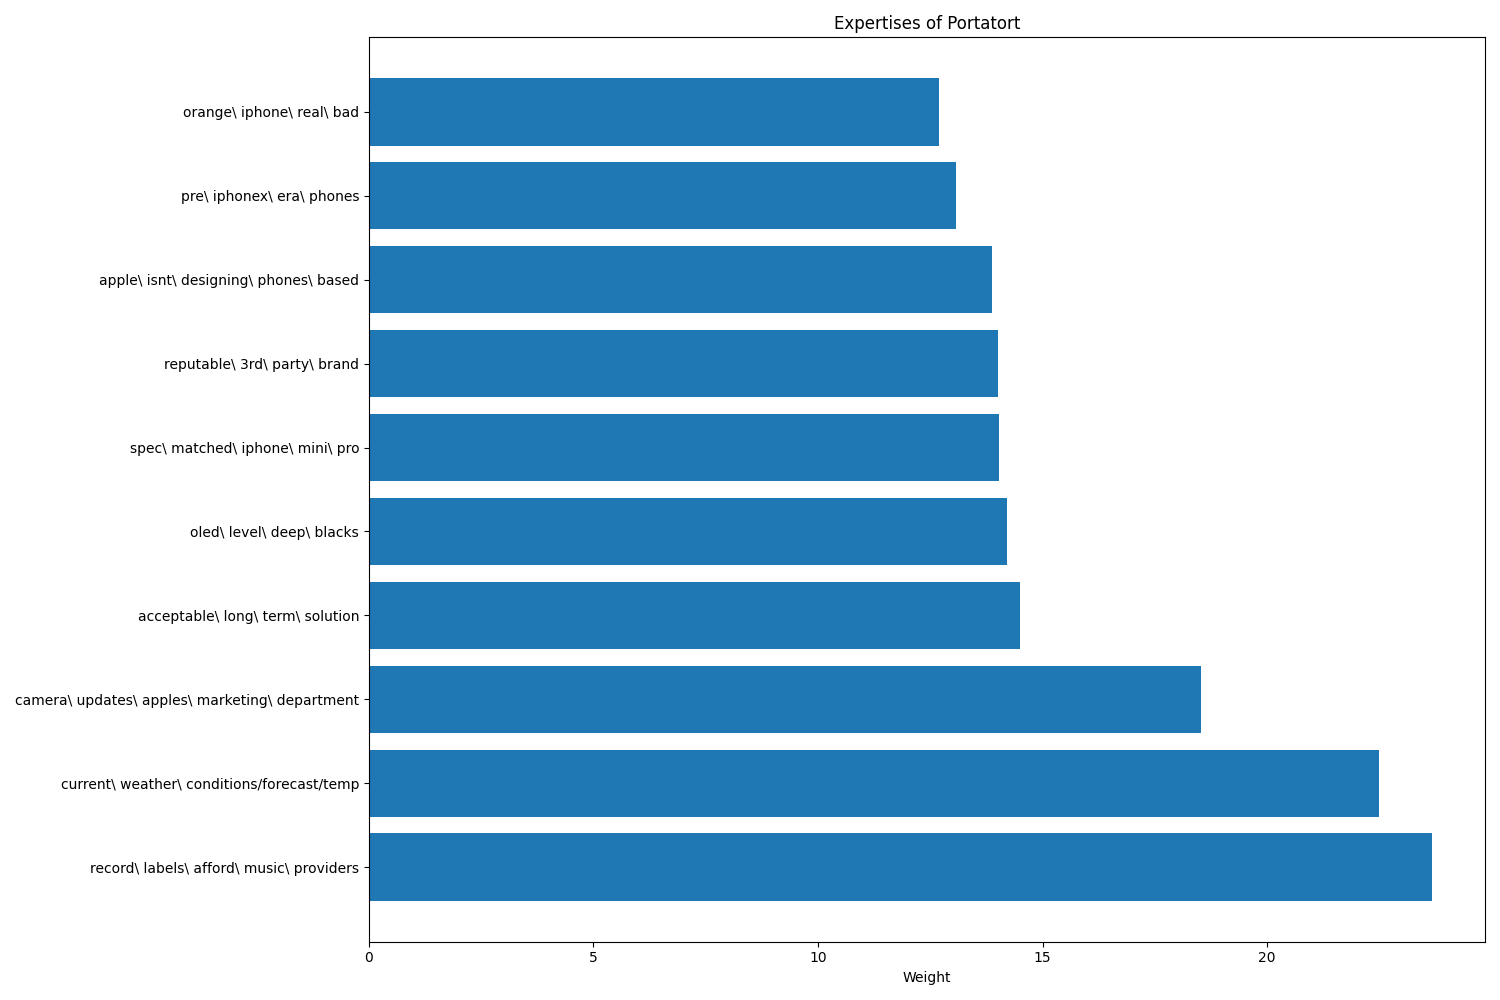 Expertises of Portatort
orange\ iphone\ real\ bad
pre\ iphonex\ era\ phones
apple\ isnt\ designing\ phones\ based
reputable\ 3rd\ party\ brand
spec\ matched\ iphone\ mini\ pro
oled\ level\ deep\ blacks
acceptable\ long\ term\ solution
camera\ updates\ apples\ marketing\ department
current\ weather\ conditions/forecast/temp
record\ labels\ afford\ music\ providers
0 5 10 15 20
Weight